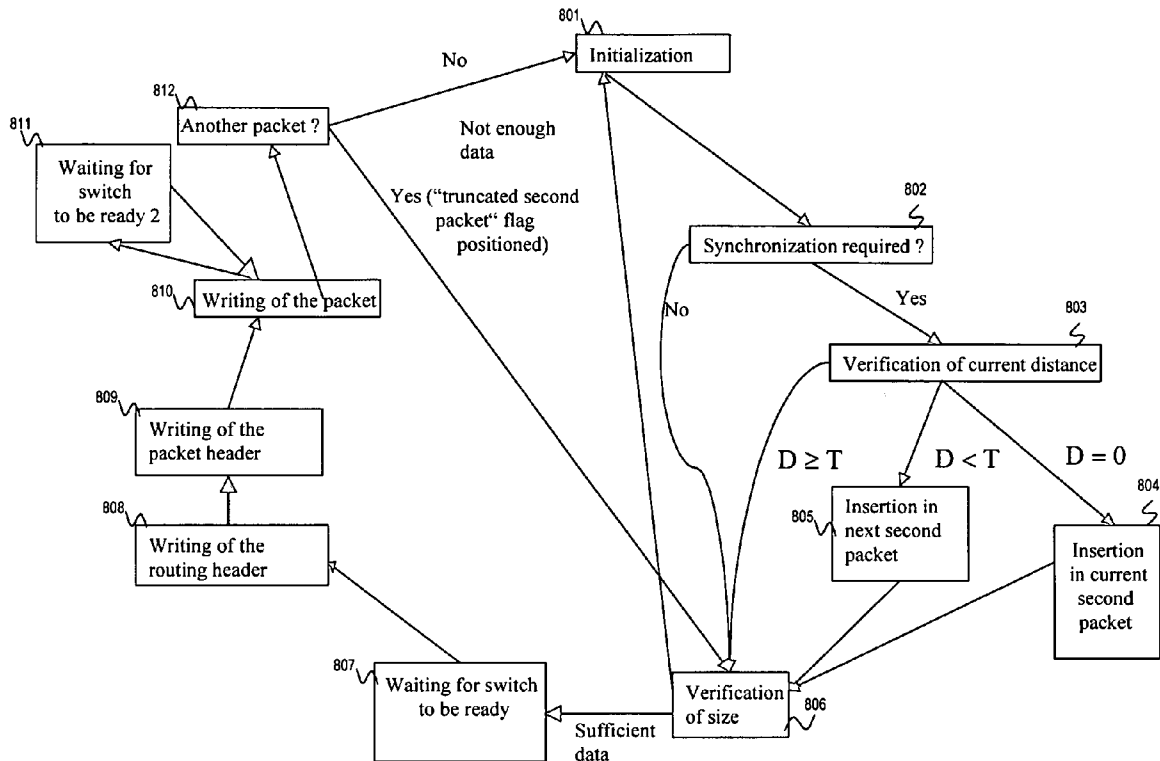 801
Initialization
No
812
Another packet ?
811
Waiting for
switch
to be ready 2
Not enough
data
Yes (“truncated second
packet“ flag
positioned)
802
Synchronization required ?
810
Writing of the packet
No
Yes
803
Verification of current distance
809
Writing of the
packet header
D ≥ T
D < T
D = 0
804
805
Insertion in
next second
packet
808
Writing of the
routing header
Insertion
in current
second
packet
807
Waiting for switch
to be ready
Verification
of size
806
Sufficient
data